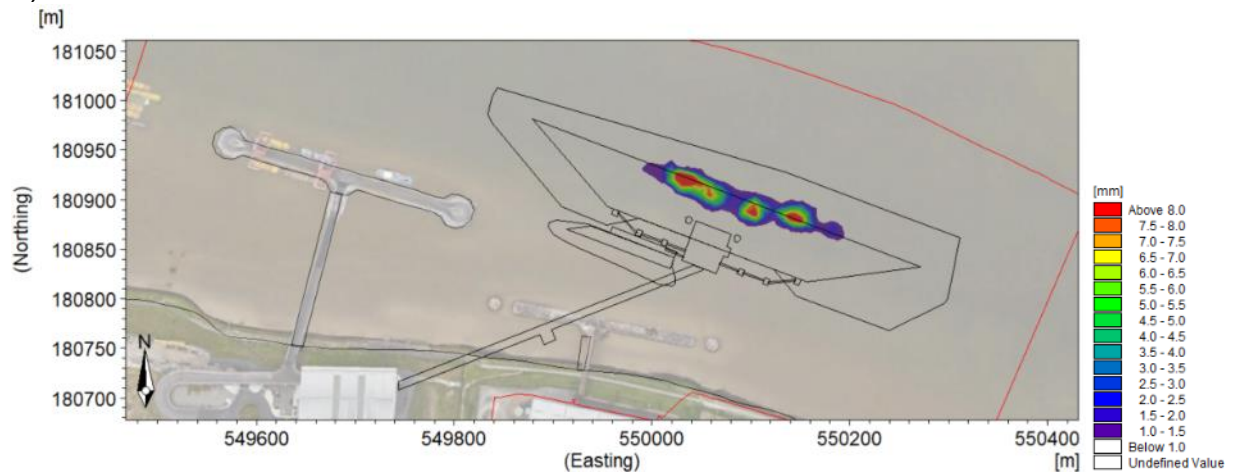 [m]
181050
181000
180950
180900
180850
180800
180750
180700
(Northing)
N
549600 549800 550000 550200 550400
(Easting) [m]
[mm]
Above 8.0
7.5 - 8.0
7.0 - 7.5
6.5 - 7.0
6.0 - 6.5
5.5 - 6.0
5.0 - 5.5
4.5 - 5.0
4.0 - 4.5
3.5 - 4.0
3.0 - 3.5
2.5 - 3.0
2.0 - 2.5
1.5 - 2.0
1.0 - 1.5
Below 1.0
Undefined Value